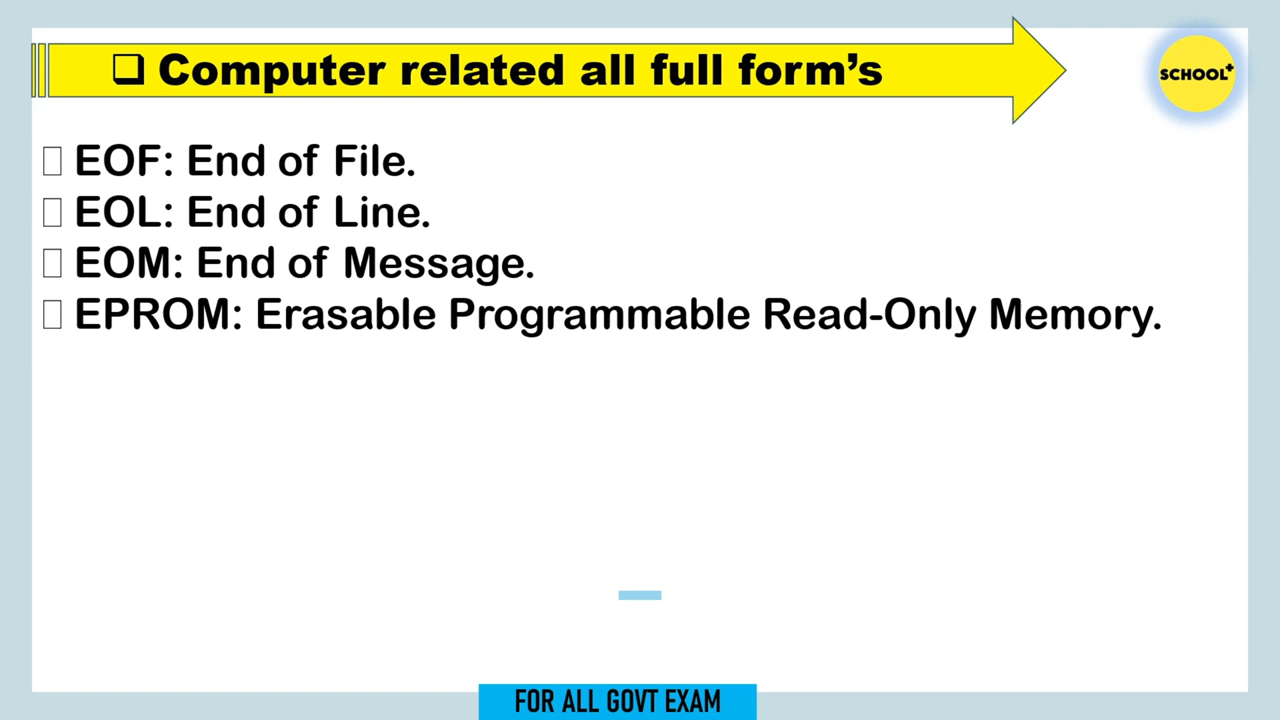 ❑ Computer related all full form’s
SCHOOL+
EOF: End of File.
EOL: End of Line.
EOM: End of Message.
EPROM: Erasable Programmable Read-Only Memory.
FOR ALL GOVT EXAM